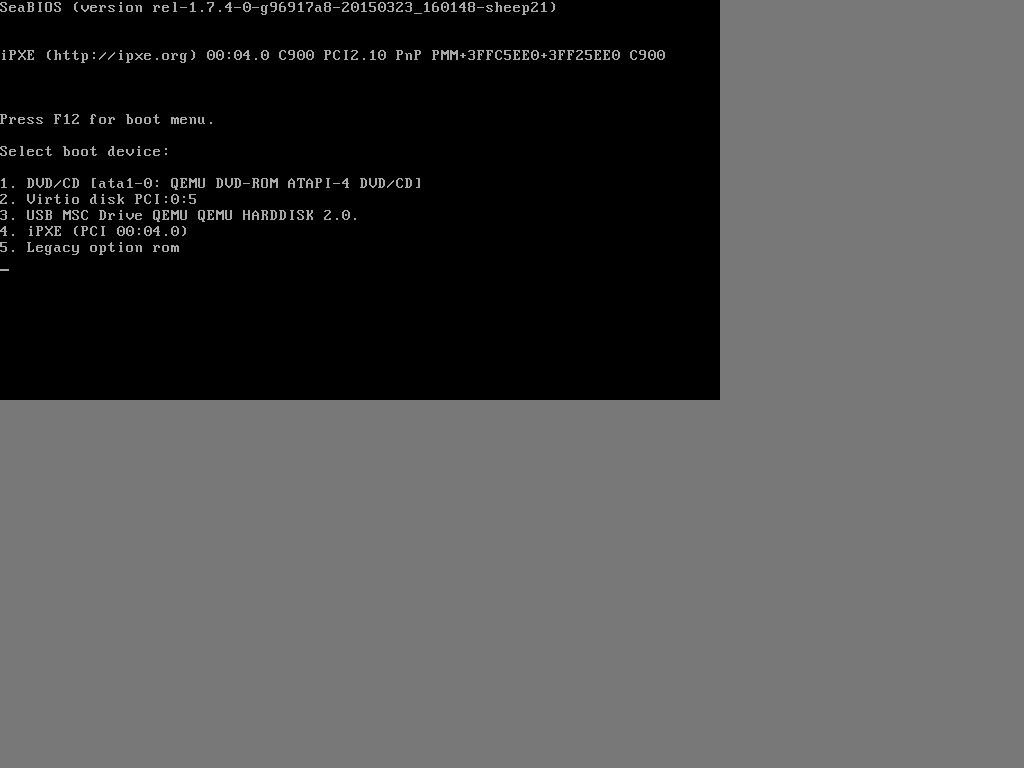 SeaBIOS (version rel-1.7.4-0-g96917a8-20150323_160148-sheep21)
iPXE (http://ipxe.org) 00:04.0 C900 PCI2.10 PnP PMM+3FFC5EE0+3FF25EE0 C900
Press F12 for boot menu.
Select boot device:
1. DVD/CD [ata1-0: QEMU DVD-ROM ATAPI-4 DVD/CD]
2. Virtio disk PCI:0:5
3. USB MSC Drive QEMU QEMU HARDDISK 2.0.
4. iPXE (PCI 00:04.0)
5. Legacy option rom